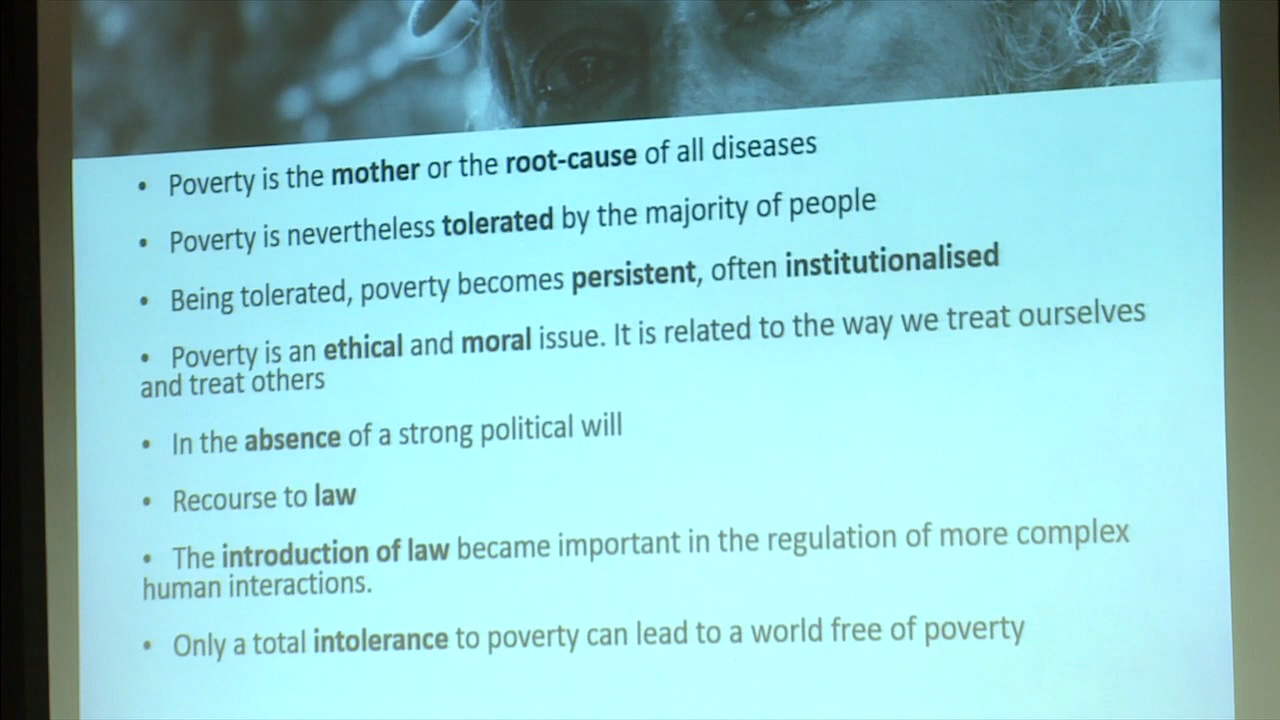 • Poverty is the mother or the root-cause of all diseases
• Poverty is nevertheless tolerated by the majority of people
• Being tolerated, poverty becomes persistent, often institutionalised
• Poverty is an ethical and moral issue. It is related to the way we treat ourselves
and treat others
• In the absence of a strong political will
• Recourse to law
• The introduction of law became important in the regulation of more complex
human interactions.
• Only a total intolerance to poverty can lead to a world free of poverty